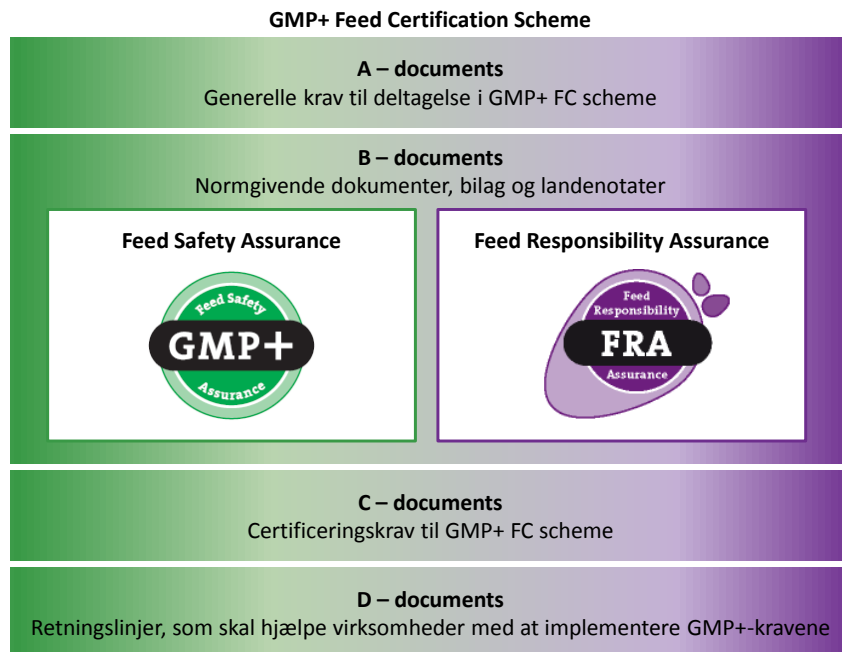 GMP+ Feed Certification Scheme
A – documents
Generelle krav til deltagelse i GMP+ FC scheme
B – documents
Normgivende dokumenter, bilag og landenotater
Feed Safety Assurance
Feed Safety
GMP+
Assurance
Feed Responsibility Assurance
Feed
Responsibility
FRA
Assurance
C – documents
Certificeringskrav til GMP+ FC scheme
D – documents
Retningslinjer, som skal hjælpe virksomheder med at implementere GMP+-kravene